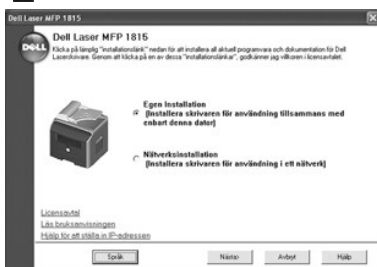 Dell Laser MFP 1815
DELL
Dell Laser MFP 1815
Klicka på lämplig "installationslänk" nedan för att installera all aktuell programvara och dokumentation för Dell
Laserskrivare. Genom att klicka på en av dessa "installationslänkar", godkänner jag villkoren i licensavtalet.
Egen Installation
(Installera skrivaren för användning tillsammans med
enbart denna dator)
Nätverksinstallation
(Installera skrivaren för användning i ett nätverk)
Licensavtal
Läs bruksanvisningen
Hjälp för att ställa in IP-adressen
Språk
Nästa>
Avbryt
Hjälp